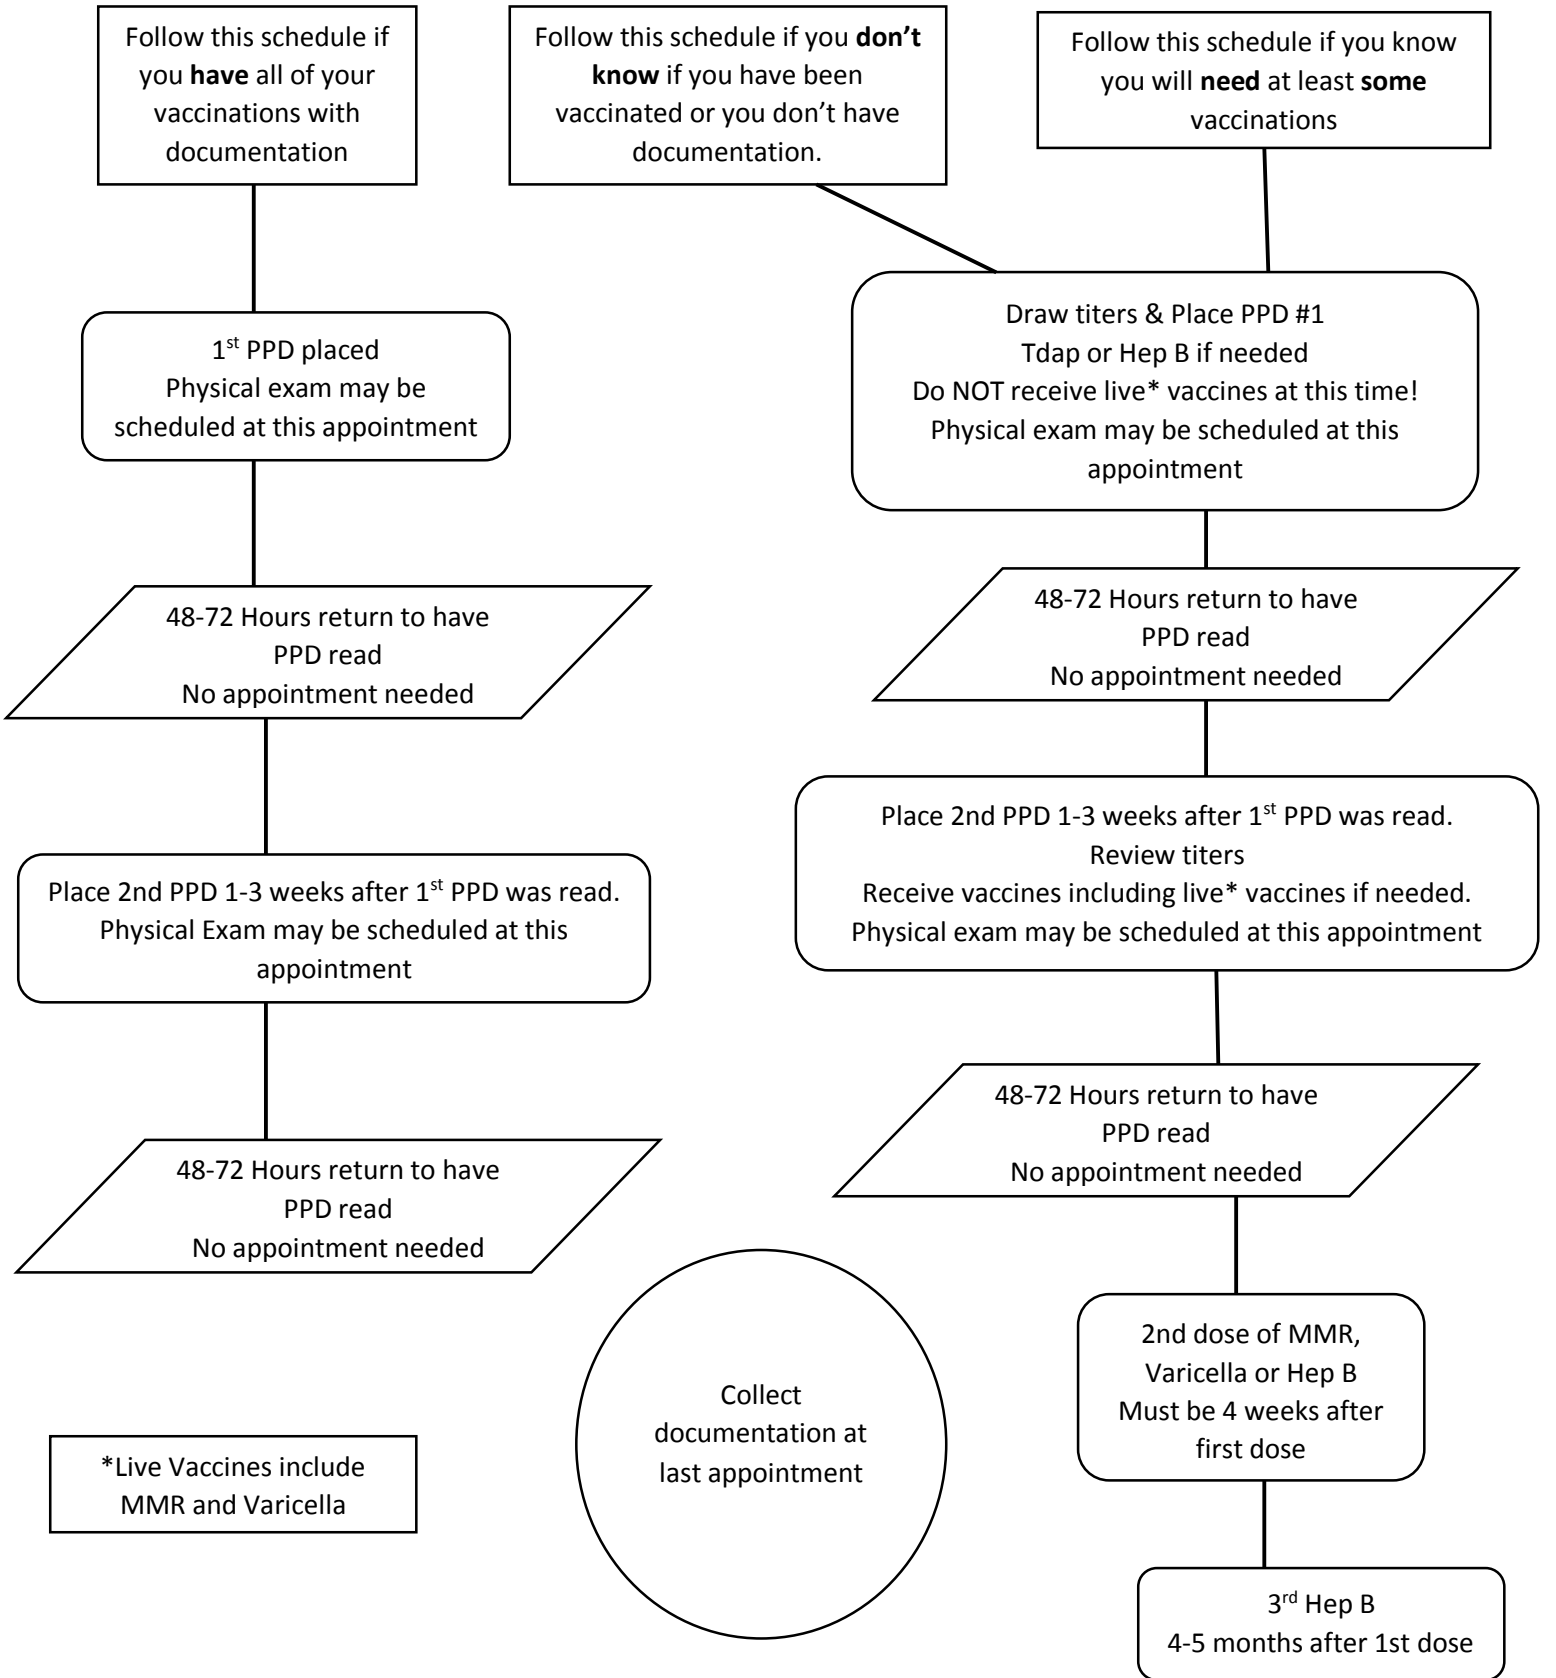 Follow this schedule if
you have all of your
vaccinations with
documentation
Follow this schedule if you don’t
know if you have been
vaccinated or you don’t have
documentation.
Follow this schedule if you know
you will need at least some
vaccinations
1st PPD placed
Physical exam may be
scheduled at this appointment
Draw titers & Place PPD #1
Tdap or Hep B if needed
Do NOT receive live* vaccines at this time!
Physical exam may be scheduled at this
appointment
48-72 Hours return to have
PPD read
No appointment needed
48-72 Hours return to have
PPD read
No appointment needed
Place 2nd PPD 1-3 weeks after 1st PPD was read.
Physical Exam may be scheduled at this
appointment
Place 2nd PPD 1-3 weeks after 1st PPD was read.
Review titers
Receive vaccines including live* vaccines if needed.
Physical exam may be scheduled at this appointment
48-72 Hours return to have
PPD read
No appointment needed
48-72 Hours return to have
PPD read
No appointment needed
2nd dose of MMR,
Varicella or Hep B
Must be 4 weeks after
first dose
Collect
documentation at
last appointment
*Live Vaccines include
MMR and Varicella
3rd Hep B
4-5 months after 1st dose